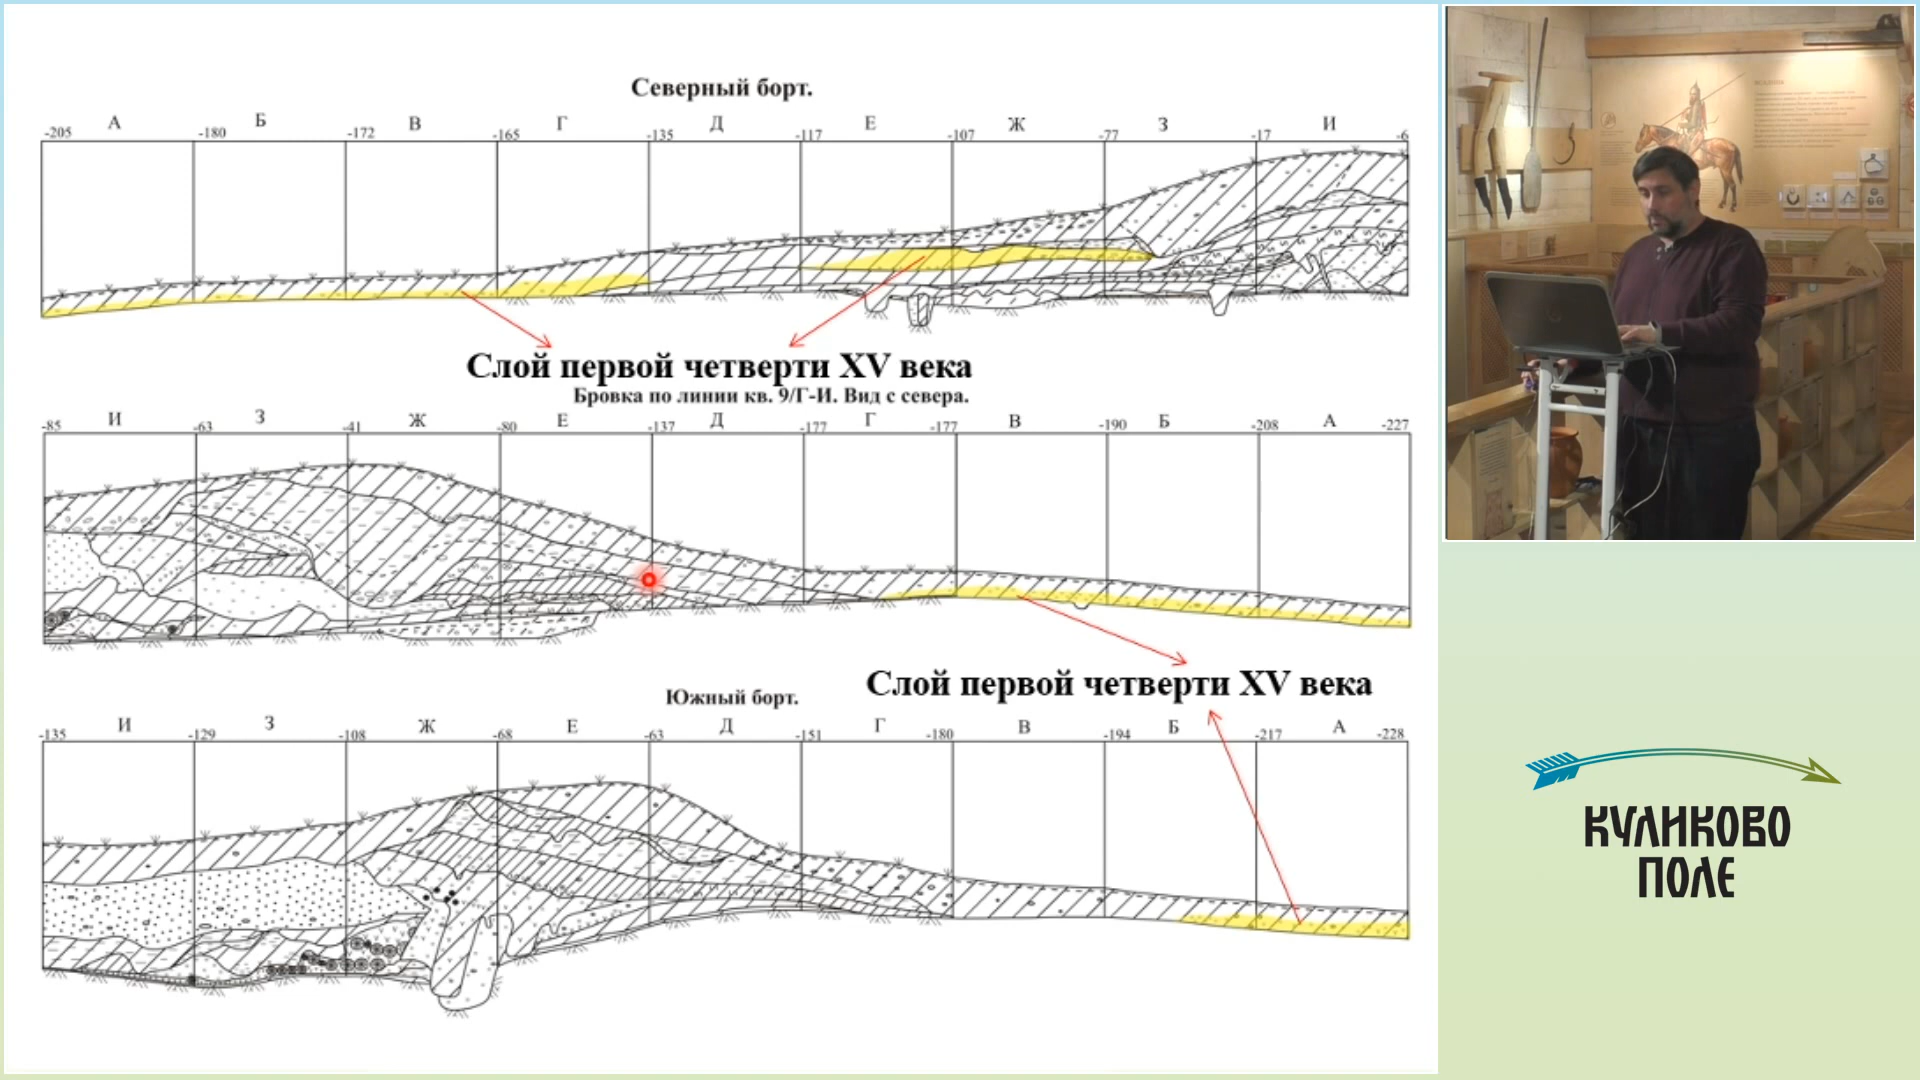 Северный борт.
А Б В Г Д Е Ж З И
-205 -180 -172 -165 -135 -117 -107 -77 -17 -6
Слой первой четверти XV века
Бровка по линии кв. 9/Г-И. Вид с севера.
И З Ж Е Д Г В Б А
-85 -63 -41 -80 -137 -177 -177 -190 -208 -227
Слой первой четверти XV века
Южный борт.
И З Ж Е Д Г В Б А
-135 -129 -108 -68 -63 -151 -180 -194 -217 -228
КУЛИКОВО
ПОЛЕ